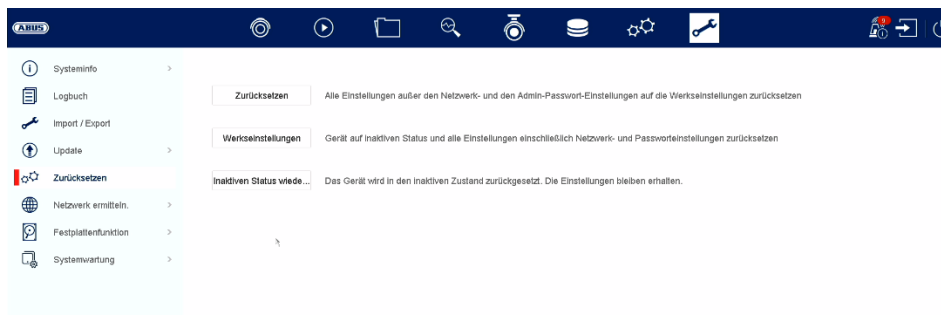 ABUS
9
Systeminfo
Logbuch
Import / Export
Update
Zurücksetzen
Netzwerk ermitteln.
Festplattenfunktion
Systemwartung
Zurücksetzen Alle Einstellungen außer den Netzwerk- und den Admin-Passwort-Einstellungen auf die Werkseinstellungen zurücksetzen
Werkseinstellungen Gerät auf inaktiven Status und alle Einstellungen einschließlich Netzwerk- und Passworteinstellungen zurücksetzen
Inaktiven Status wiede... Das Gerät wird in den inaktiven Zustand zurückgesetzt. Die Einstellungen bleiben erhalten.